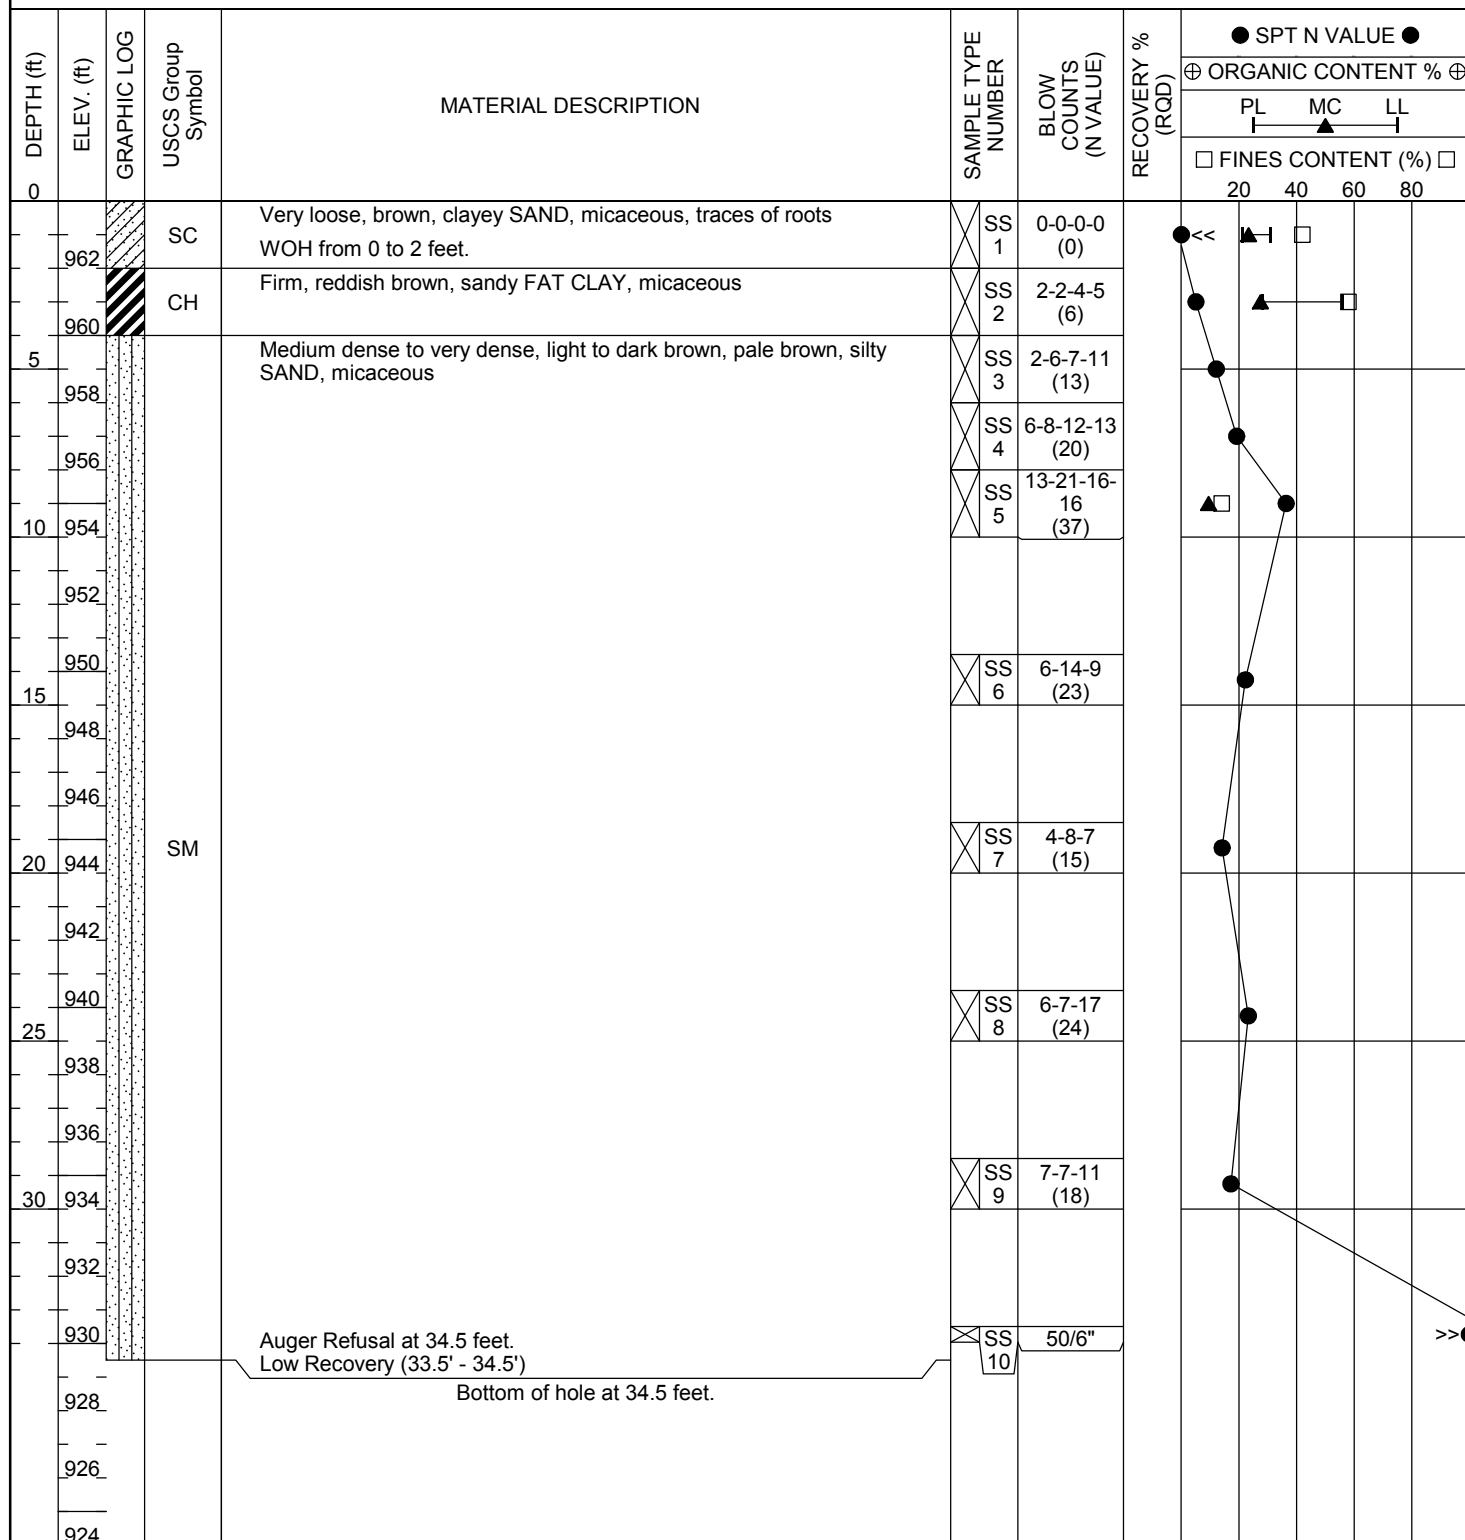 DEPTH (ft)
ELEV. (ft)
GRAPHIC LOG
USCS Group
Symbol
MATERIAL DESCRIPTION
SAMPLE TYPE
NUMBER
BLOW
COUNTS
(N VALUE)
RECOVERY %
(RQD)
● SPT N VALUE ●
⊕ ORGANIC CONTENT % ⊕
PL MC LL
□ FINES CONTENT (%) □
0
20 40 60 80
SC
Very loose, brown, clayey SAND, micaceous, traces of roots
WOH from 0 to 2 feet.
SS
1
0-0-0-0
(0)
<<
962
CH
Firm, reddish brown, sandy FAT CLAY, micaceous
SS
2
2-2-4-5
(6)
960
Medium dense to very dense, light to dark brown, pale brown, silty
SAND, micaceous
5
SS
3
2-6-7-11
(13)
958
SS
4
6-8-12-13
(20)
956
SS
5
13-21-16-
16
(37)
10
954
952
950
SS
6
6-14-9
(23)
15
948
946
SM
SS
7
4-8-7
(15)
20
944
942
940
SS
8
6-7-17
(24)
25
938
936
SS
9
7-7-11
(18)
30
934
932
930
Auger Refusal at 34.5 feet.
Low Recovery (33.5' - 34.5')
SS
10
50/6"
>>
Bottom of hole at 34.5 feet.
928
926
924